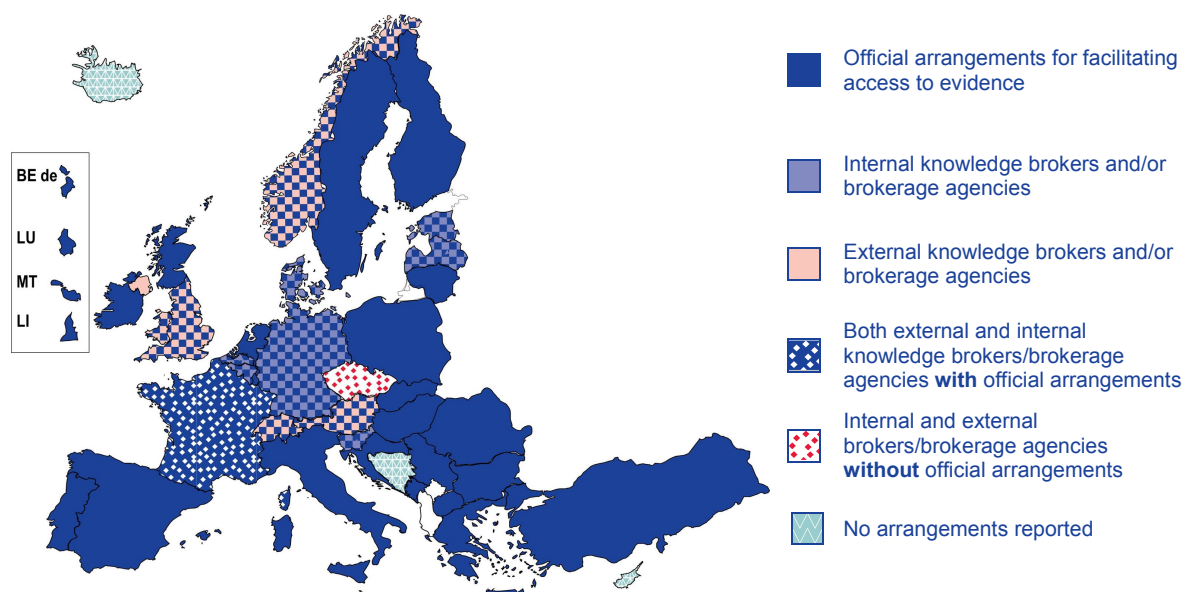 BE de
LU
MT
LI
Official arrangements for facilitating
access to evidence
Internal knowledge brokers and/or
brokerage agencies
External knowledge brokers and/or
brokerage agencies
Both external and internal
knowledge brokers/brokerage
agencies with official arrangements
Internal and external
brokers/brokerage agencies
without official arrangements
No arrangements reported